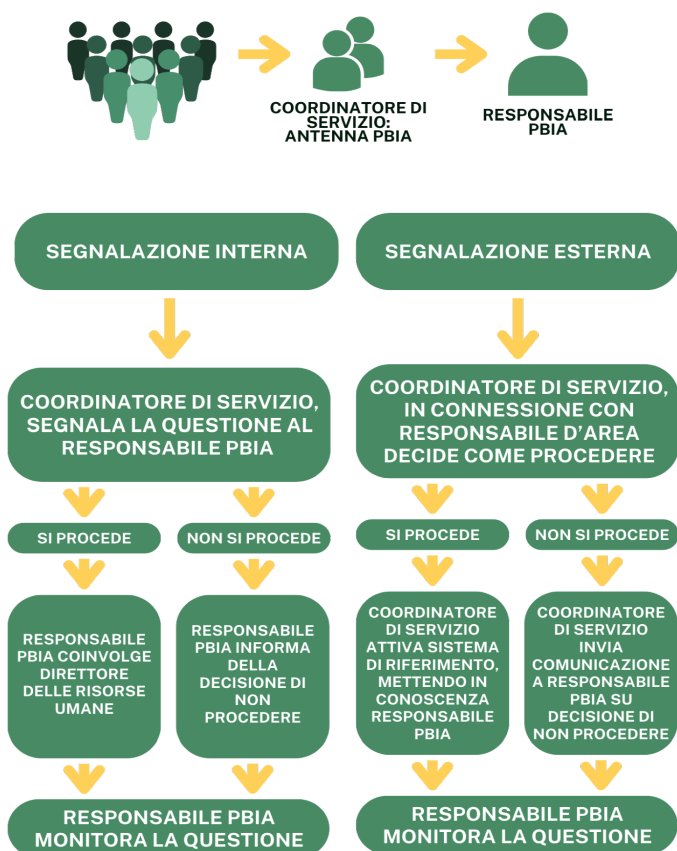 COORDINATORE DI
SERVIZIO:
ANTENNA PBIA
RESPONSABILE
PBIA
SEGNALAZIONE INTERNA
SEGNALAZIONE ESTERNA
COORDINATORE DI SERVIZIO,
SEGNALA LA QUESTIONE AL
RESPONSABILE PBIA
COORDINATORE DI SERVIZIO,
IN CONNESSIONE CON
RESPONSABILE D'AREA
DECIDE COME PROCEDERE
SI PROCEDE
NON SI PROCEDE
SI PROCEDE
NON SI PROCEDE
RESPONSABILE
PBIA COINVOLGE
DIRETTORE
DELLE RISORSE
UMANE
RESPONSABILE
PBIA INFORMA
DELLA
DECISIONE DI
NON
PROCEDERE
COORDINATORE
DI SERVIZIO
ATTIVA SISTEMA
DI RIFERIMENTO,
METTENDO IN
CONOSCENZA
RESPONSABILE
PBIA
COORDINATORE
DI SERVIZIO
INVIA
COMUNICAZIONE
A RESPONSABILE
PBIA SU
DECISIONE DI
NON PROCEDERE
RESPONSABILE PBIA
MONITORA LA QUESTIONE
RESPONSABILE PBIA
MONITORA LA QUESTIONE